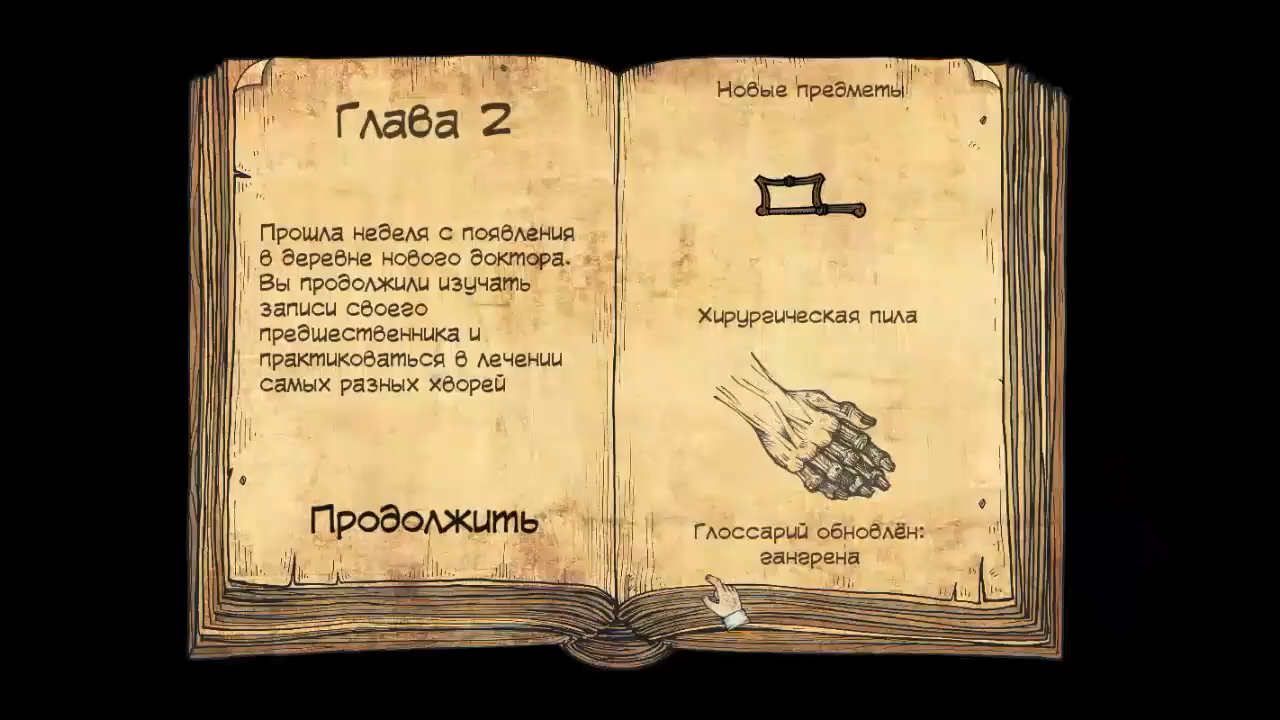 Глава 2
Прошла неделя с появления
в деревне нового доктора.
Вы продолжили изучать
записи своего
предшественника и
практиковаться в лечении
самых разных хворей
Продолжить
Новые предметы
Хирургическая пила
Глоссарий обновлён:
гангрена